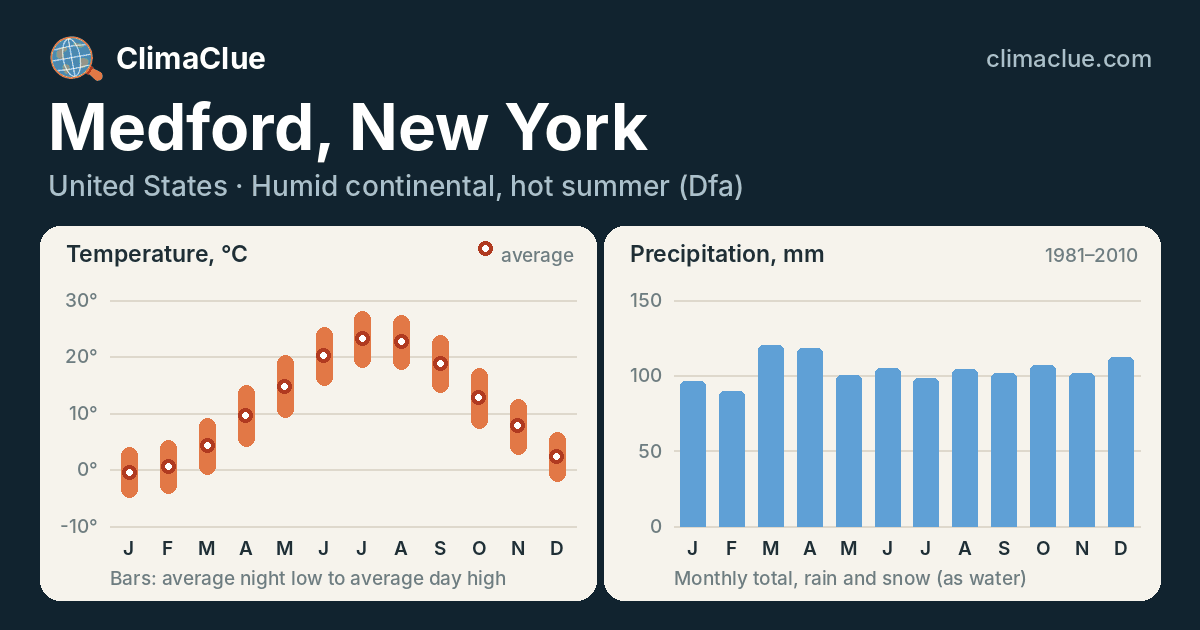 ClimaClue
climaclue.com
Medford, New York
United States · Humid continental, hot summer (Dfa)
Temperature, °C
average
30°
20°
10°
0°
-10°
J F M A M J J A S O N D
Bars: average night low to average day high
Precipitation, mm
1981–2010
150
100
50
0
J F M A M J J A S O N D
Monthly total, rain and snow (as water)